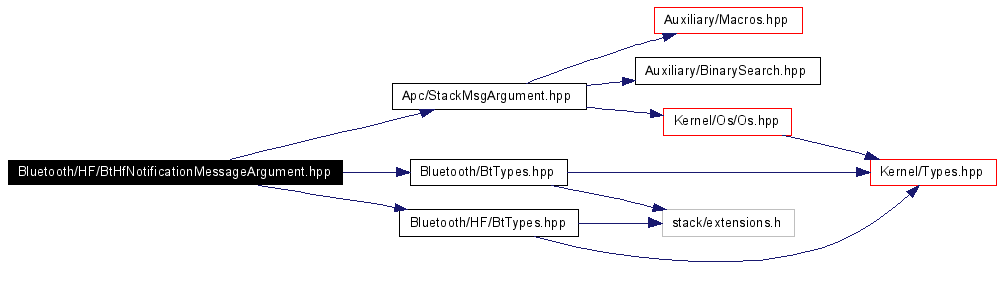 Auxiliary/Macros.hpp
Auxiliary/BinarySearch.hpp
Apc/StackMsgArgument.hpp
Kernel/Os/Os.hpp
Bluetooth/HF/BtHfNotificationMessageArgument.hpp
Bluetooth/BtTypes.hpp
Kernel/Types.hpp
Bluetooth/HF/BtTypes.hpp
stack/extensions.h